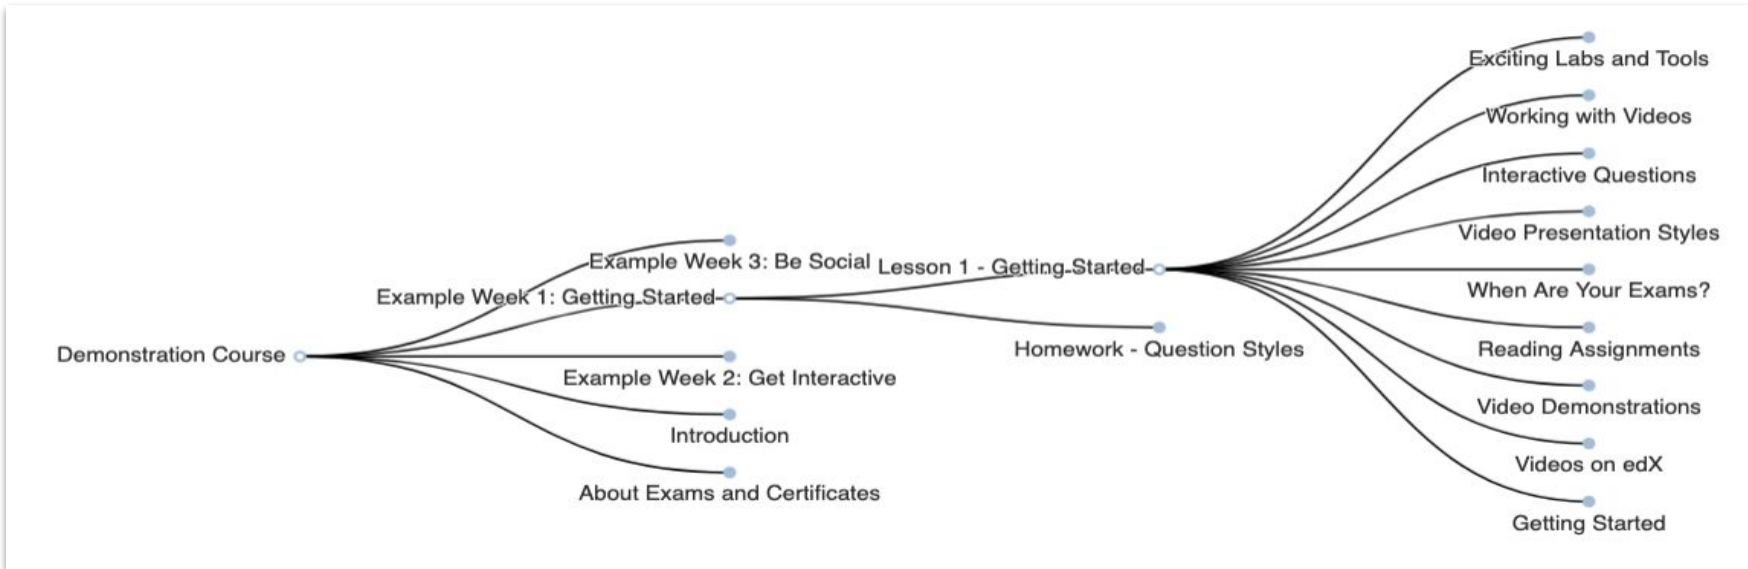 Demonstration Course
Example Week 3: Be Social
Example Week 1: Getting Started
Example Week 2: Get Interactive
Introduction
About Exams and Certificates
Lesson 1 - Getting Started
Homework - Question Styles
Exciting Labs and Tools
Working with Videos
Interactive Questions
Video Presentation Styles
When Are Your Exams?
Reading Assignments
Video Demonstrations
Videos on edX
Getting Started